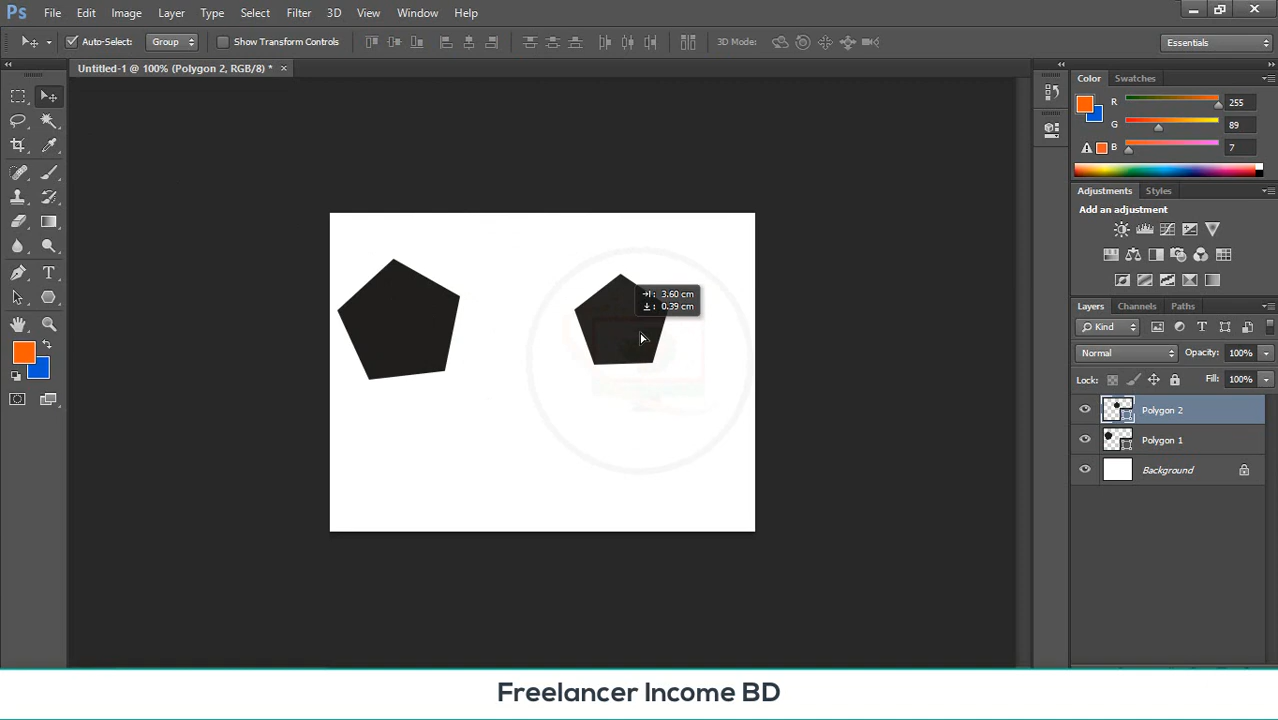 Ps File Edit Image Layer Type Select Filter 3D View Window Help
Auto-Select: Group Show Transform Controls 3D Mode: Essentials
Untitled-1 @ 100% (Polygon 2, RGB/8) * ×
Color Swatches
R 255
G 89
B 7
Adjustments Styles
Add an adjustment
3.60 cm
0.39 cm
Layers Channels Paths
Kind T
Normal Opacity: 100%
Lock: Fill: 100%
Polygon 2
Polygon 1
Background
Freelancer Income BD